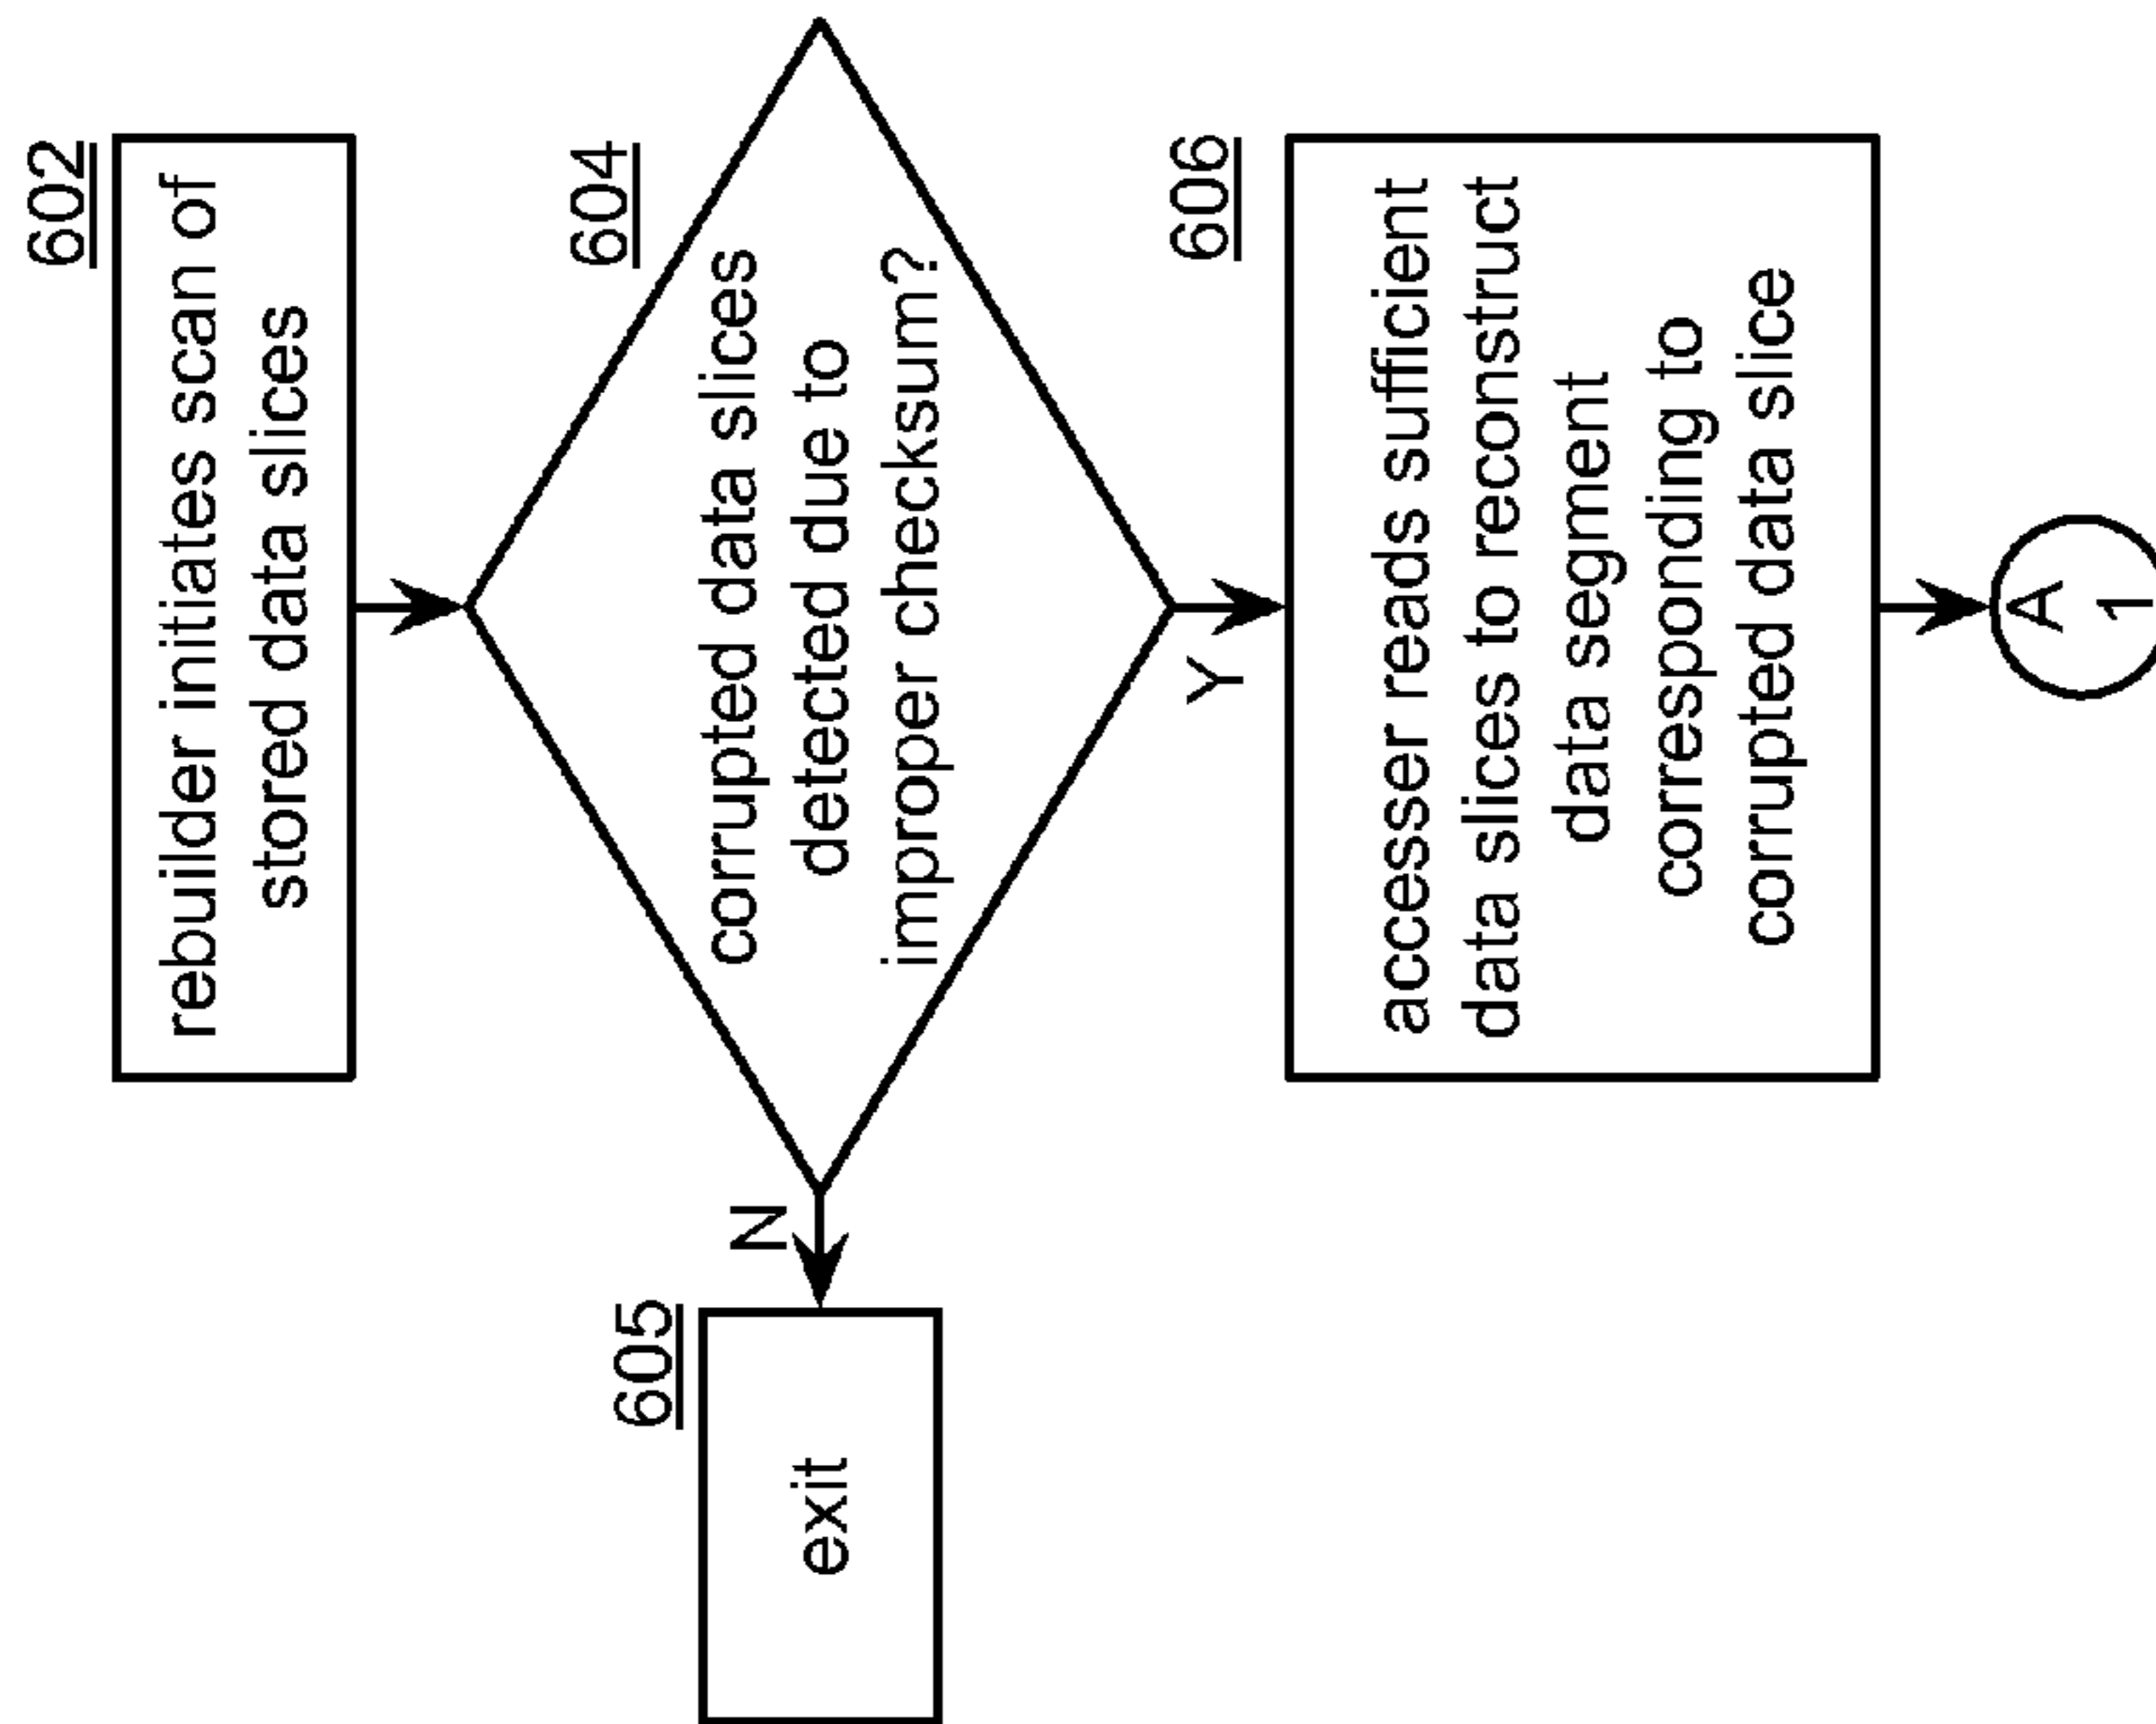 602
rebuilder initiates scan of
stored data slices
604
corrupted data slices
detected due to
improper checksum?
N
605
exit
Y
606
accesser reads sufficient
data slices to reconstruct
data segment
corresponding to
corrupted data slice
A
1